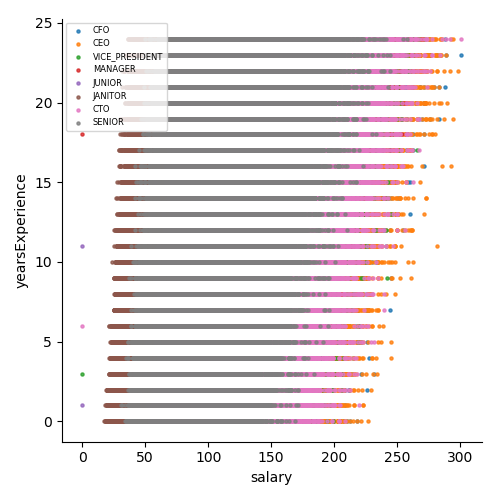 CFO
CEO
VICE_PRESIDENT
MANAGER
JUNIOR
JANITOR
CTO
SENIOR
25
20
15
10
5
0
yearsExperience
0 50 100 150 200 250 300
salary